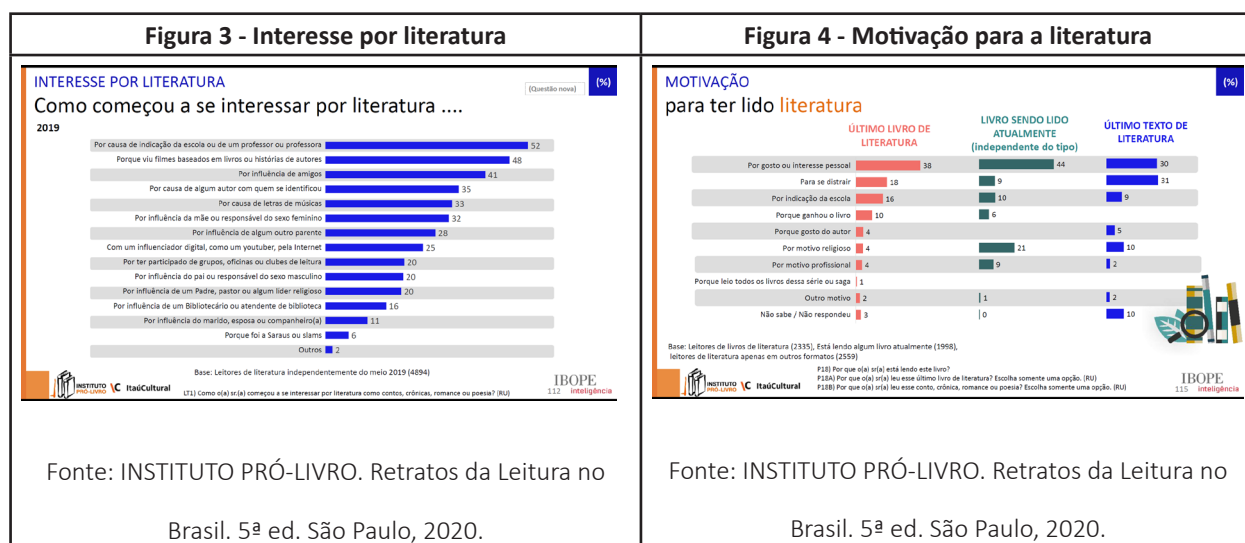 Figura 3 - Interesse por literatura
INTERESSE POR LITERATURA
(Questão nova)
(%)
Como começou a se interessar por literatura ....
2019
Por causa de indicação da escola ou de um professor ou professora 52
Porque viu filmes baseados em livros ou histórias de autores 48
Por influência de amigos 41
Por causa de algum autor com quem se identificou 35
Por causa de letras de músicas 33
Por influência da mãe ou responsável do sexo feminino 32
Por influência de algum outro parente 28
Com um influenciador digital, como um youtuber, pela Internet 25
Por ter participado de grupos, oficinas ou clubes de leitura 20
Por influência do pai ou responsável do sexo masculino 20
Por influência de um Padre, pastor ou algum líder religioso 20
Por influência de um Bibliotecário ou atendente de biblioteca 16
Por influência do marido, esposa ou companheiro(a) 11
Porque foi a Saraus ou slams 6
Outros 2
Base: Leitores de literatura independentemente do meio 2019 (4894)
INSTITUTO
PRÓ-LIVRO
ItaúCultural
LT1) Como o(a) sr.(a) começou a se interessar por literatura como contos, crônicas, romance ou poesia? (RU)
IBOPE
112 inteligência
Fonte: INSTITUTO PRÓ-LIVRO. Retratos da Leitura no
Brasil. 5ª ed. São Paulo, 2020.
Figura 4 - Motivação para a literatura
MOTIVAÇÃO
(%)
para ter lido literatura
ÚLTIMO LIVRO DE
LITERATURA
LIVRO SENDO LIDO
ATUALMENTE
(independente do tipo)
ÚLTIMO TEXTO DE
LITERATURA
Por gosto ou interesse pessoal 38 44 30
Para se distrair 18 9 31
Por indicação da escola 16 10 9
Porque ganhou o livro 10 6
Porque gosto do autor 4 5
Por motivo religioso 4 21 10
Por motivo profissional 4 9 2
Porque leio todos os livros dessa série ou saga 1
Outro motivo 2 1 2
Não sabe / Não respondeu 3 0 10
Base: Leitores de livros de literatura (2335), Está lendo algum livro atualmente (1998),
leitores de literatura apenas em outros formatos (2559)
P18) Por que o(a) sr(a) está lendo este livro?
P18A) Por que o(a) sr(a) leu esse último livro de literatura? Escolha somente uma opção. (RU)
P18B) Por que o(a) sr(a) leu esse conto, crônica, romance ou poesia? Escolha somente uma opção. (RU)
INSTITUTO
PRÓ-LIVRO
ItaúCultural
IBOPE
115 inteligência
Fonte: INSTITUTO PRÓ-LIVRO. Retratos da Leitura no
Brasil. 5ª ed. São Paulo, 2020.